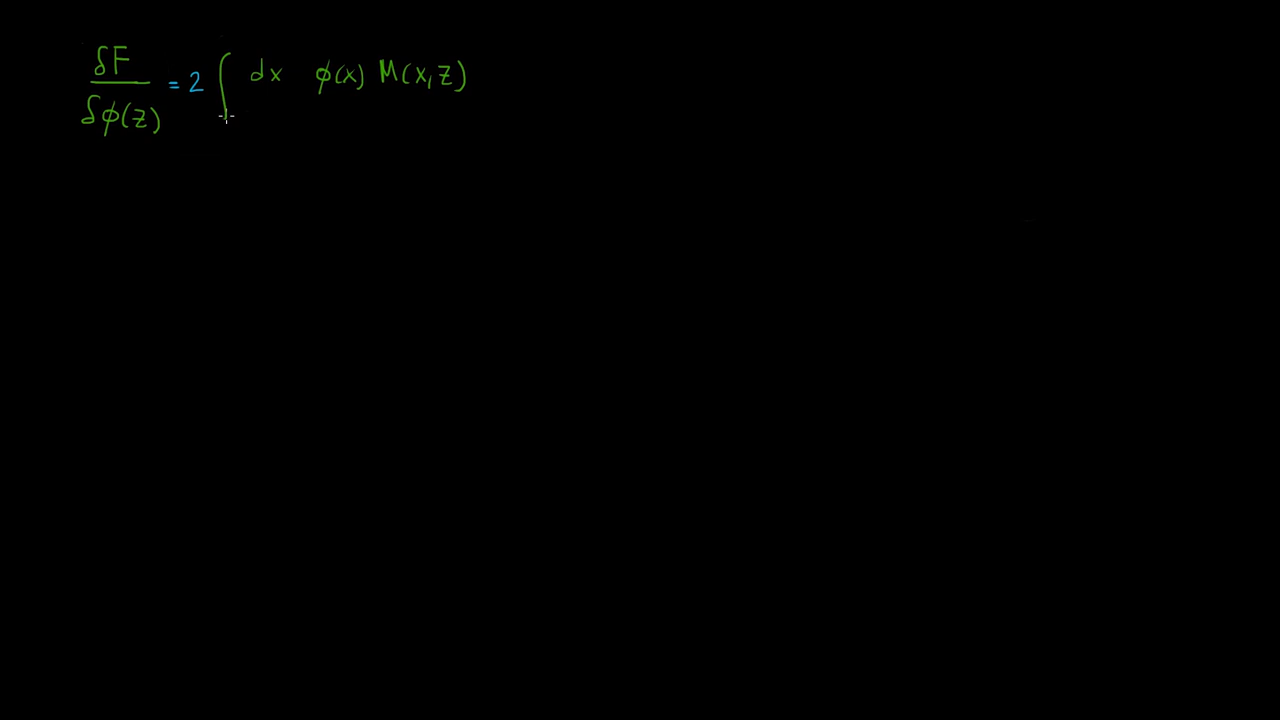 δF/δϕ(z) = 2 ∫ dx ϕ(x) M(x,z)